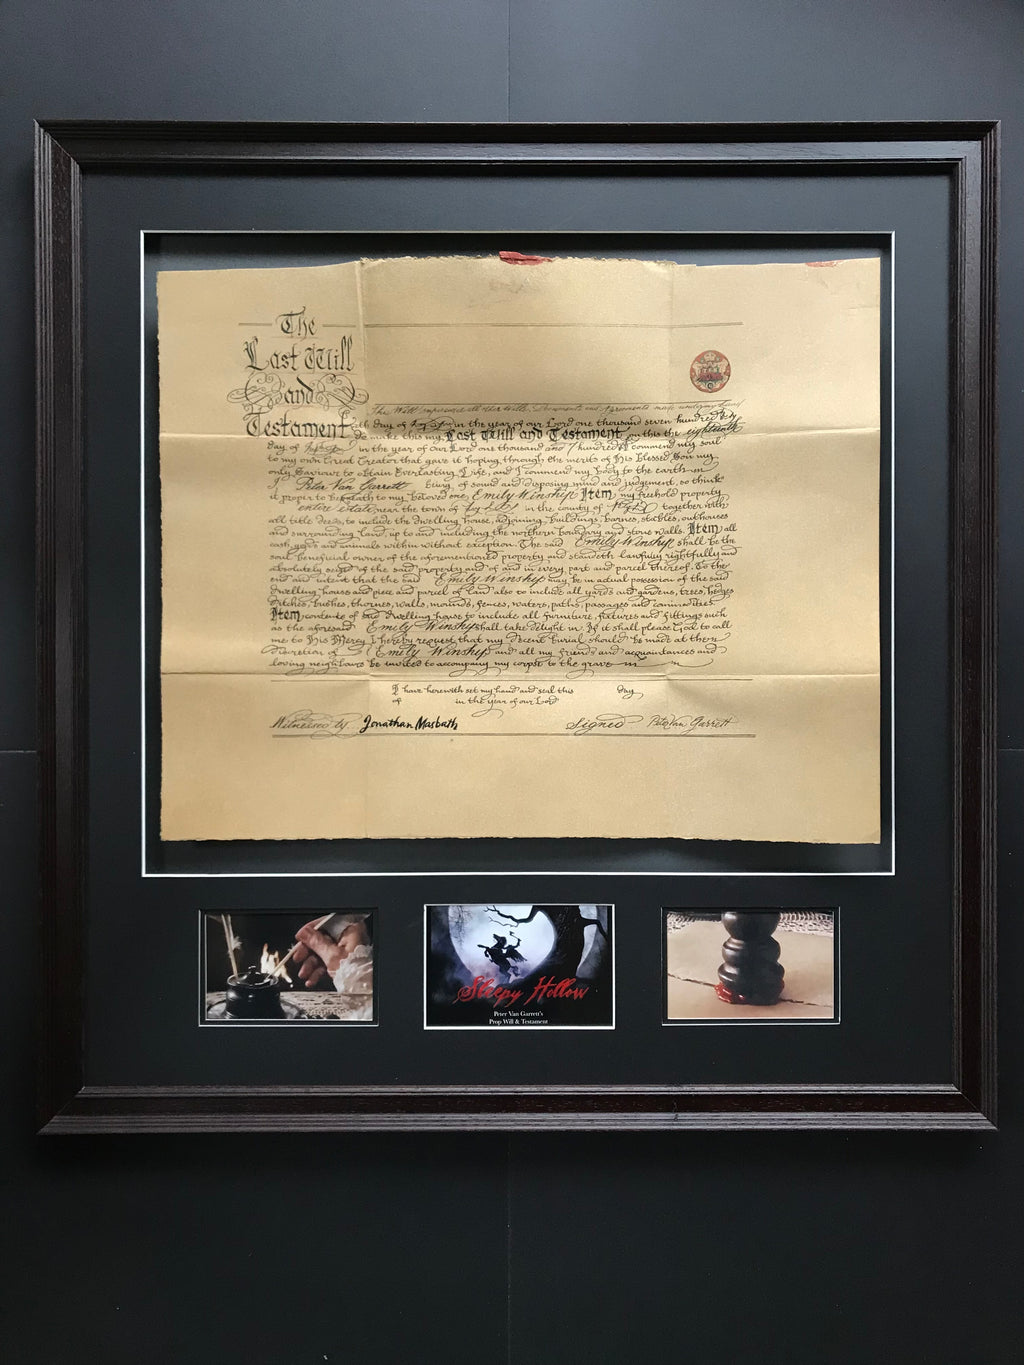 The
Last Will
and
Testament
This Will supersedes all other Wills, Documents and Agreements made under my hand
th day of in the year of our Lord one thousand seven hundred &
do make this my Last Will and Testament on this the eighteenth
day of in the year of our Lord one thousand and 7 hundred I commend my soul
to my own Great Creator that gave it hoping through the merits of His Blessed Son my
only Saviour to obtain Everlasting Life, and I commend my body to the earth
I Peter Van Garrett being of sound and disposing mind and judgement, do think
it proper to bequeath to my beloved one Emily Winship Item my freehold property
entire estate near the town of in the county of together with
all title deeds, to include the dwelling house, adjoining buildings, barnes, stables, outhouses
and surrounding land, up to and including the northern boundary and stone walls. Item all
cash, goods and animals within without exception. The said Emily Winship shall be the
soul beneficial owner of the aforementioned property and standeth lawfully rightfully and
absolutely seized of the said property and of and in every part and parcel thereof. To the
end and intent that the said Emily Winship may be in actual possession of the said
dwelling house and piece and parcel of land also to include all yards and gardens, trees, hedges
ditches, bushes, thornes, walls, mounds, fences, waters, paths, passages and commodities
Item contents of said dwelling house to include all furniture, fixtures and fittings such
as the aforesaid Emily Winship shall take delight in. If it shall please God to call
me to His Mercy I hereby request that my decent burial should be made at the
discretion of Emily Winship and all my friends and acquaintances and
loving neighbours be invited to accompany my corpse to the grave
I have herewith set my hand and seal this day
of in the year of our Lord
Witnessed by Jonathan Masbath Signed Peter Van Garrett
Sleepy Hollow
Peter Van Garrett's
Prop Will & Testament